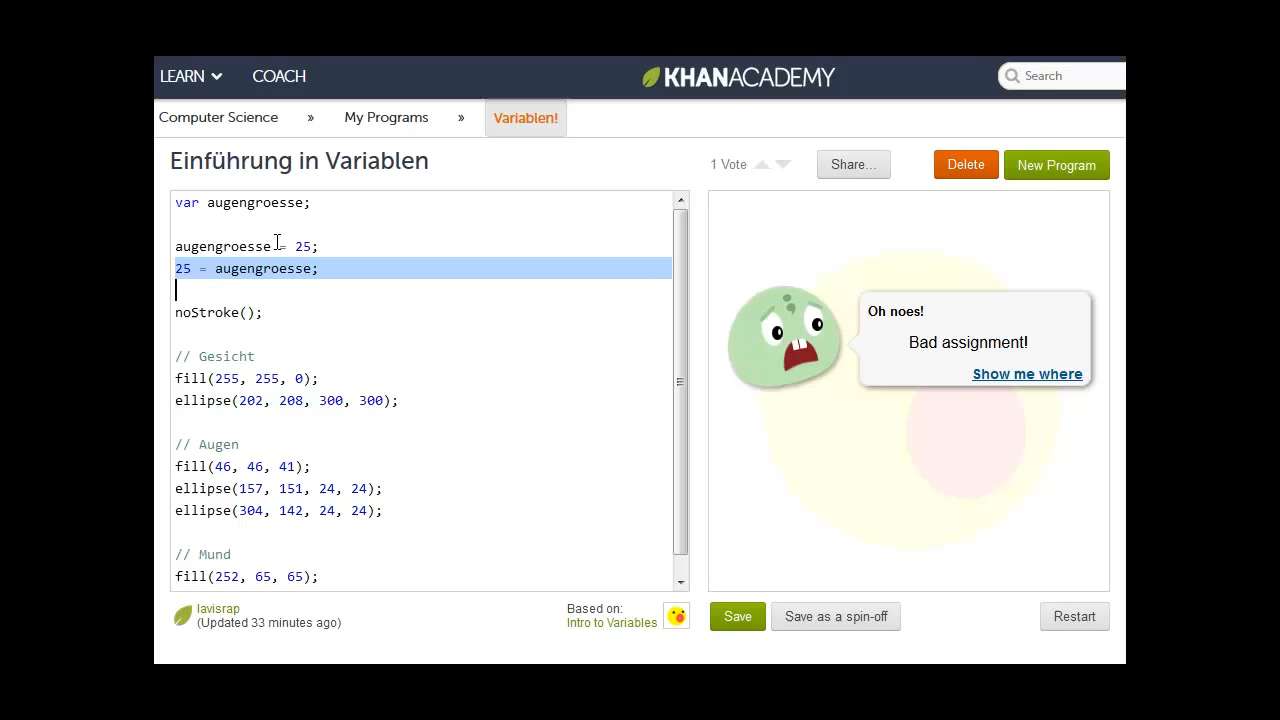 LEARN COACH KHANACADEMY Search
Computer Science » My Programs » Variablen!
Einführung in Variablen 1 Vote Share... Delete New Program
var augengroesse;
augengroesse = 25;
25 = augengroesse;
noStroke();
// Gesicht
fill(255, 255, 0);
ellipse(202, 208, 300, 300);
// Augen
fill(46, 46, 41);
ellipse(157, 151, 24, 24);
ellipse(304, 142, 24, 24);
// Mund
fill(252, 65, 65);
Oh noes!
Bad assignment!
Show me where
lavisrap
(Updated 33 minutes ago)
Based on:
Intro to Variables
Save Save as a spin-off Restart